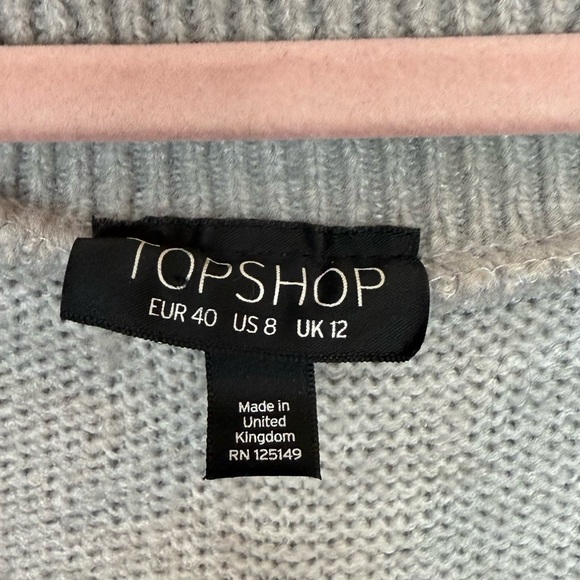 TOPSHOP
EUR 40 US 8 UK 12
Made in
United
Kingdom
RN 125149